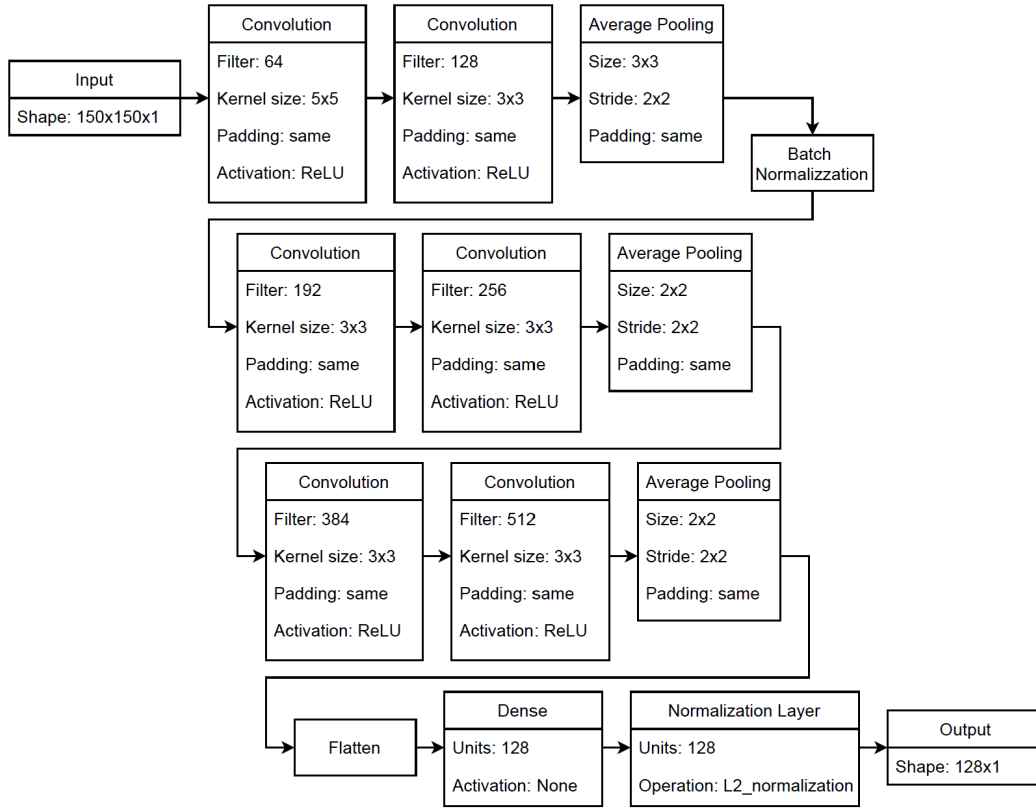 Input
Shape: 150x150x1
Convolution
Filter: 64
Kernel size: 5x5
Padding: same
Activation: ReLU
Convolution
Filter: 128
Kernel size: 3x3
Padding: same
Activation: ReLU
Average Pooling
Size: 3x3
Stride: 2x2
Padding: same
Batch
Normalizzation
Convolution
Filter: 192
Kernel size: 3x3
Padding: same
Activation: ReLU
Convolution
Filter: 256
Kernel size: 3x3
Padding: same
Activation: ReLU
Average Pooling
Size: 2x2
Stride: 2x2
Padding: same
Convolution
Filter: 384
Kernel size: 3x3
Padding: same
Activation: ReLU
Convolution
Filter: 512
Kernel size: 3x3
Padding: same
Activation: ReLU
Average Pooling
Size: 2x2
Stride: 2x2
Padding: same
Flatten
Dense
Units: 128
Activation: None
Normalization Layer
Units: 128
Operation: L2_normalization
Output
Shape: 128x1